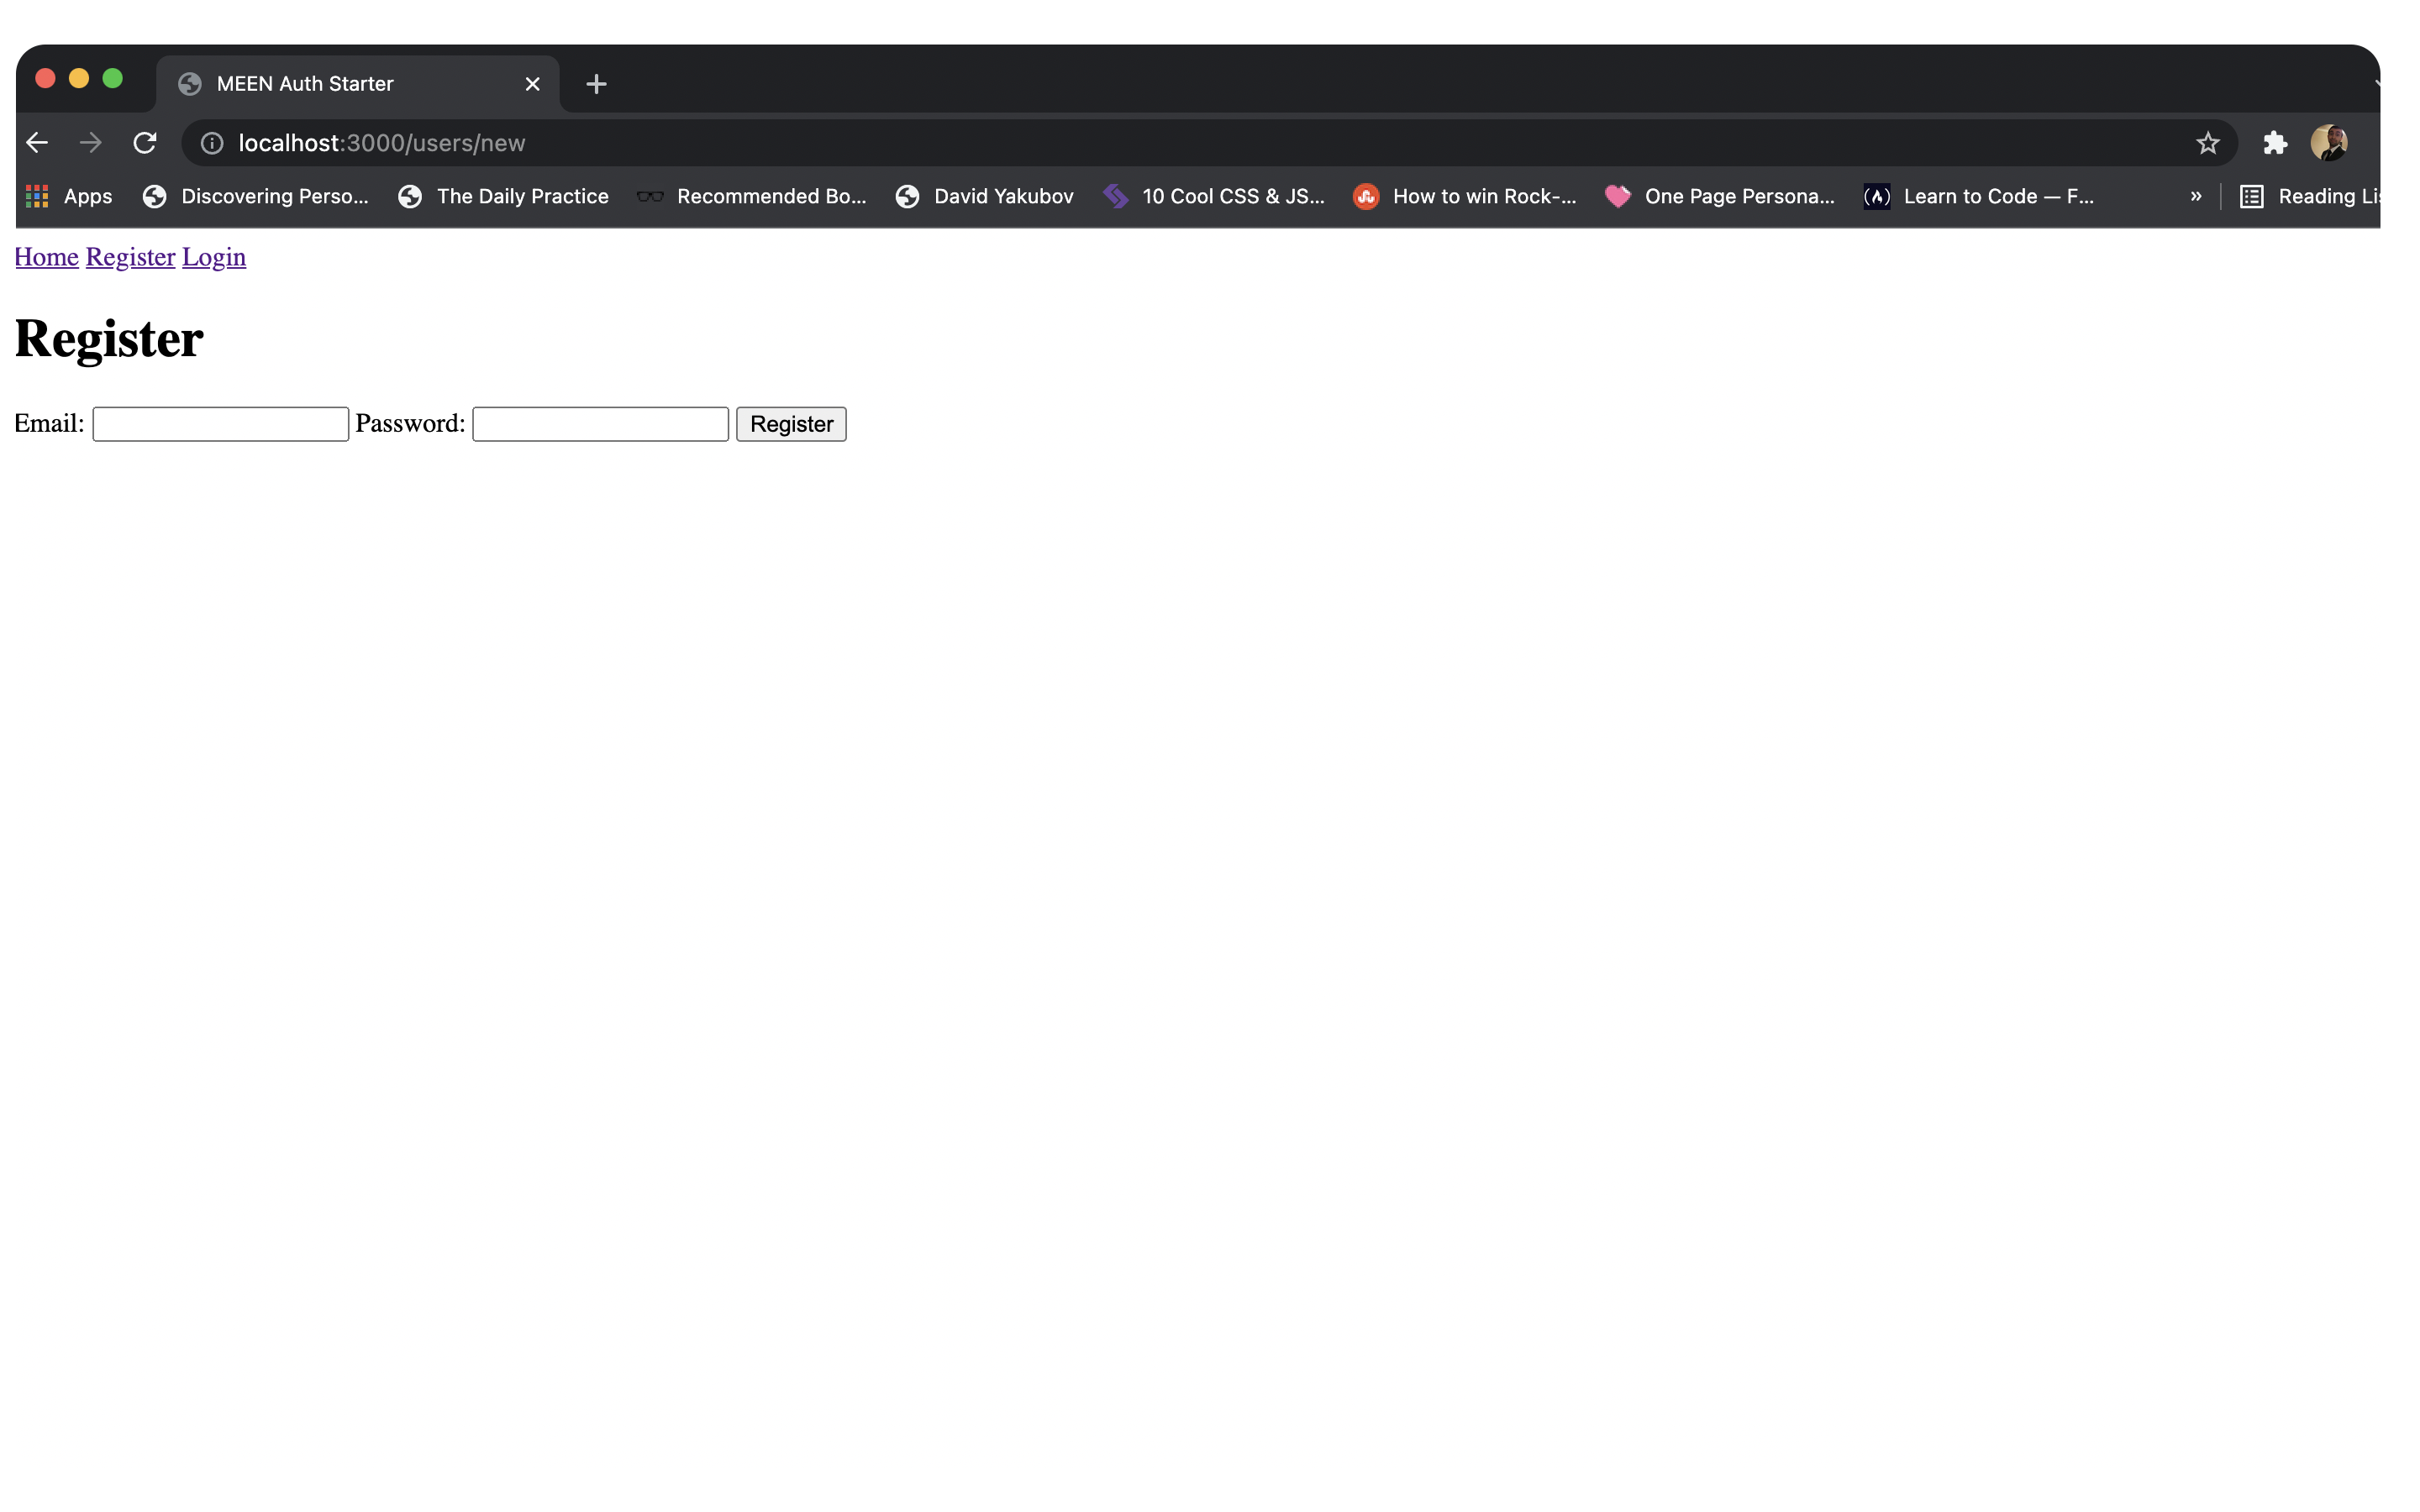 MEEN Auth Starter
localhost:3000/users/new
Apps Discovering Perso... The Daily Practice Recommended Bo... David Yakubov 10 Cool CSS & JS... How to win Rock-... One Page Persona... Learn to Code — F... » Reading Lis
Home Register Login
Register
Email: Password: Register